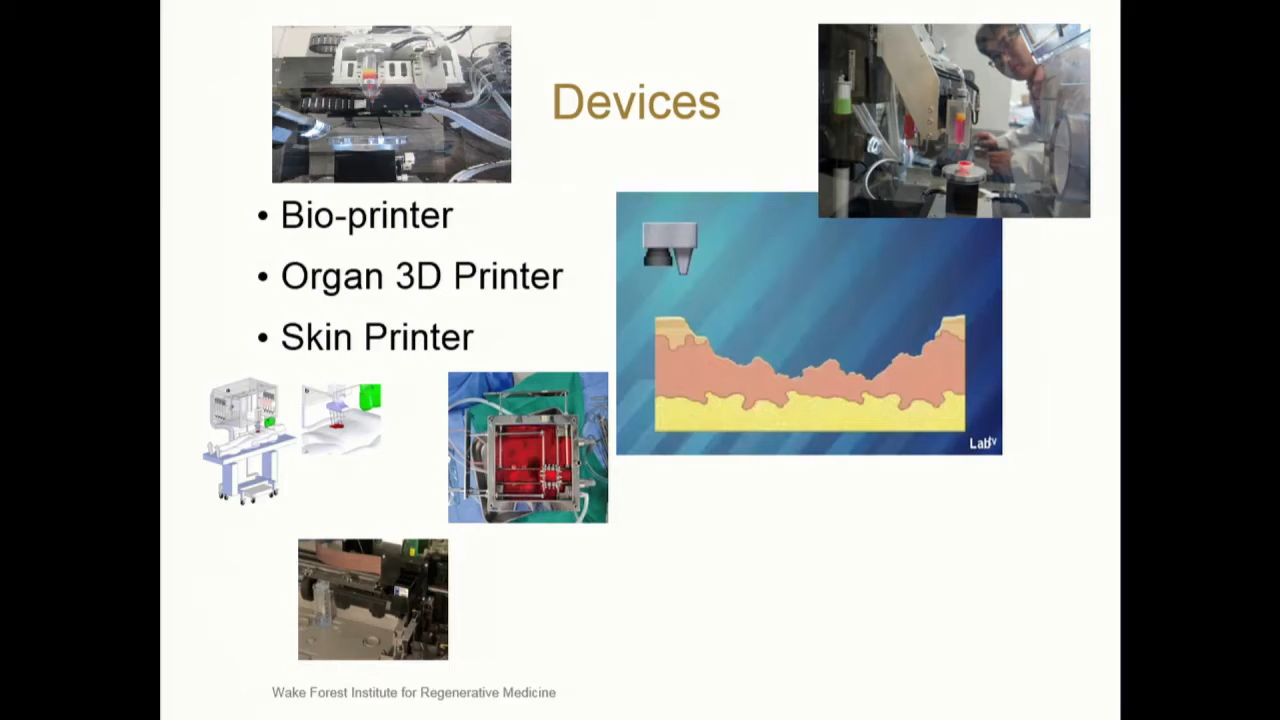 Devices
• Bio-printer
• Organ 3D Printer
• Skin Printer
Lab
Wake Forest Institute for Regenerative Medicine